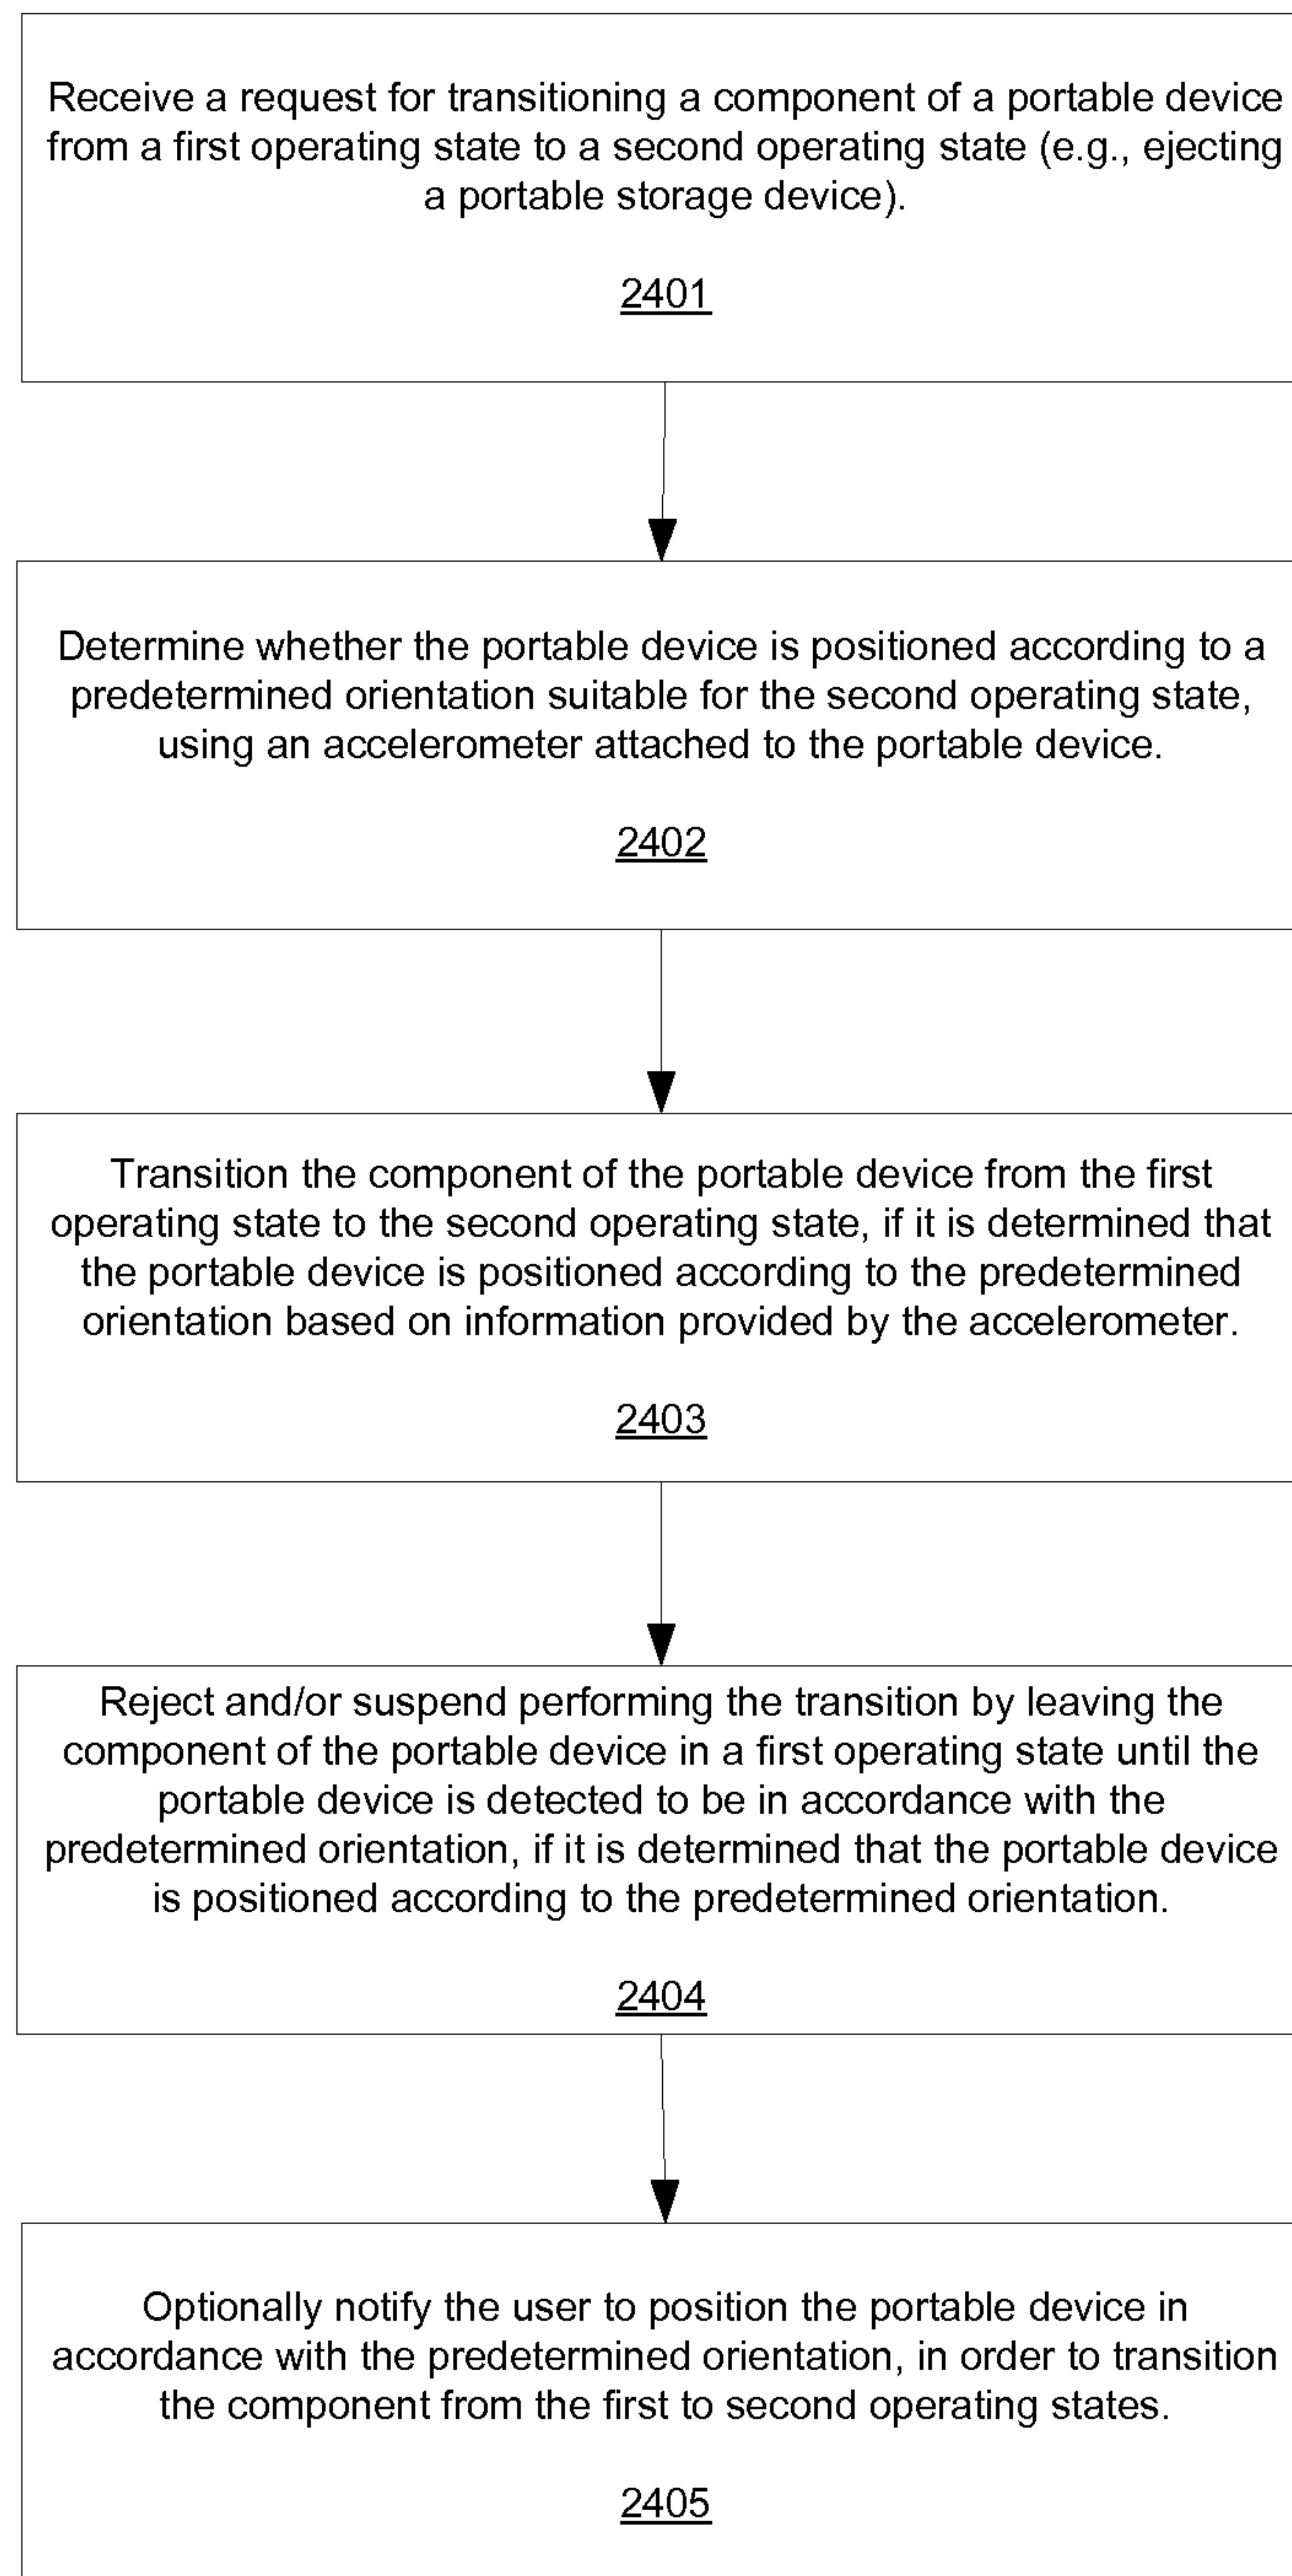 Receive a request for transitioning a component of a portable device
from a first operating state to a second operating state (e.g., ejecting
a portable storage device).
2401
Determine whether the portable device is positioned according to a
predetermined orientation suitable for the second operating state,
using an accelerometer attached to the portable device.
2402
Transition the component of the portable device from the first
operating state to the second operating state, if it is determined that
the portable device is positioned according to the predetermined
orientation based on information provided by the accelerometer.
2403
Reject and/or suspend performing the transition by leaving the
component of the portable device in a first operating state until the
portable device is detected to be in accordance with the
predetermined orientation, if it is determined that the portable device
is positioned according to the predetermined orientation.
2404
Optionally notify the user to position the portable device in
accordance with the predetermined orientation, in order to transition
the component from the first to second operating states.
2405